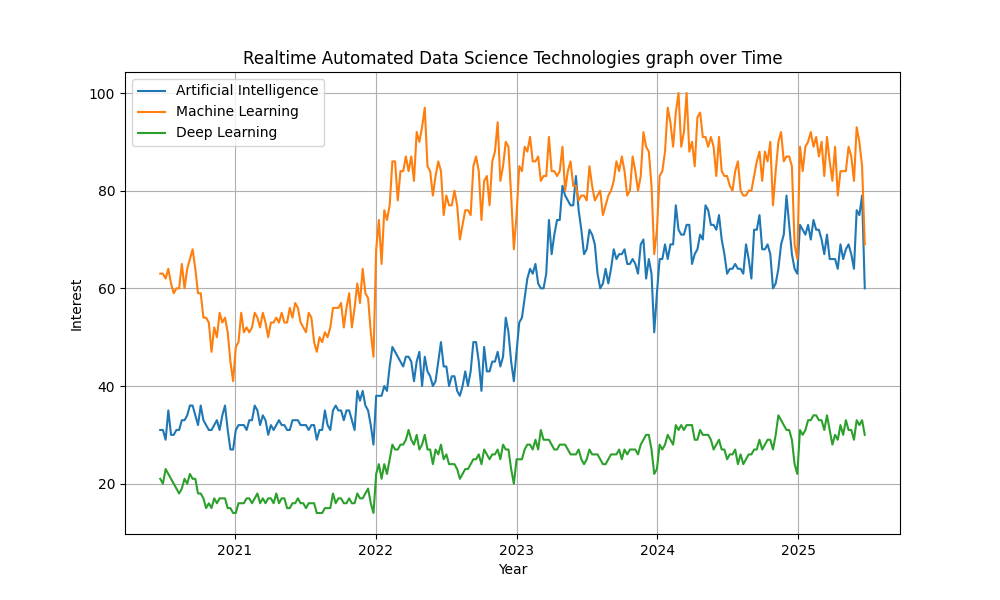 Realtime Automated Data Science Technologies graph over Time
Artificial Intelligence
Machine Learning
Deep Learning
100
80
60
40
20
Interest
2021 2022 2023 2024 2025
Year